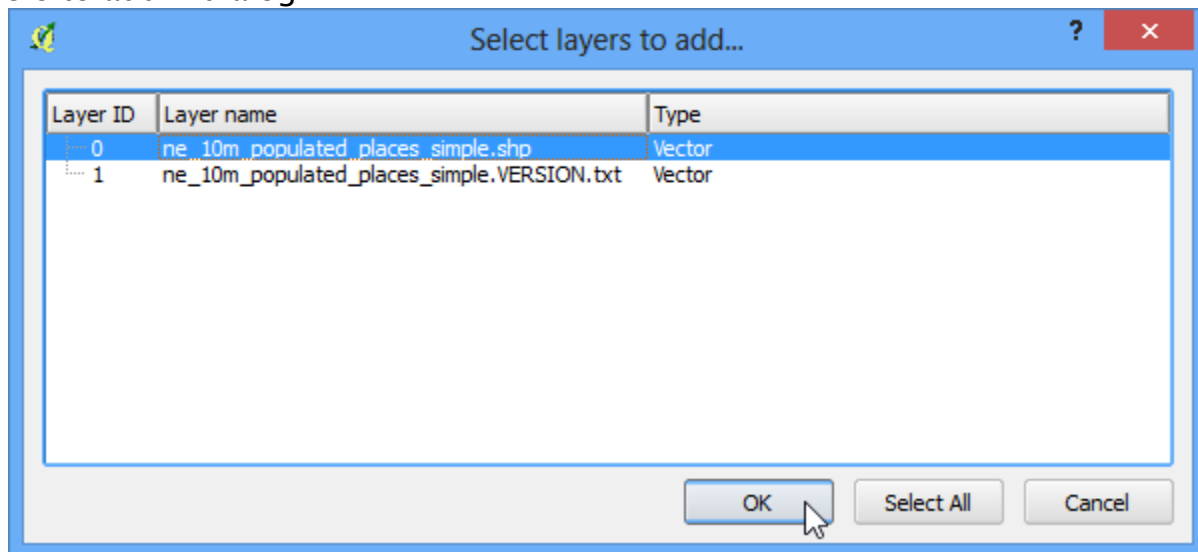 Select layers to add...
?
Layer ID Layer name Type
0 ne_10m_populated_places_simple.shp Vector
1 ne_10m_populated_places_simple.VERSION.txt Vector
OK Select All Cancel